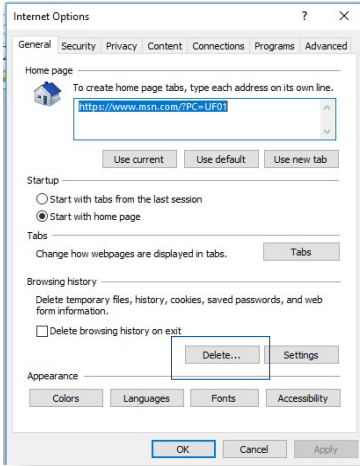 Internet Options ? X
General Security Privacy Content Connections Programs Advanced
Home page
To create home page tabs, type each address on its own line.
https://www.msn.com/?PC=UF01
Use current Use default Use new tab
Startup
Start with tabs from the last session
Start with home page
Tabs
Change how webpages are displayed in tabs. Tabs
Browsing history
Delete temporary files, history, cookies, saved passwords, and web
form information.
Delete browsing history on exit
Delete... Settings
Appearance
Colors Languages Fonts Accessibility
OK Cancel Apply